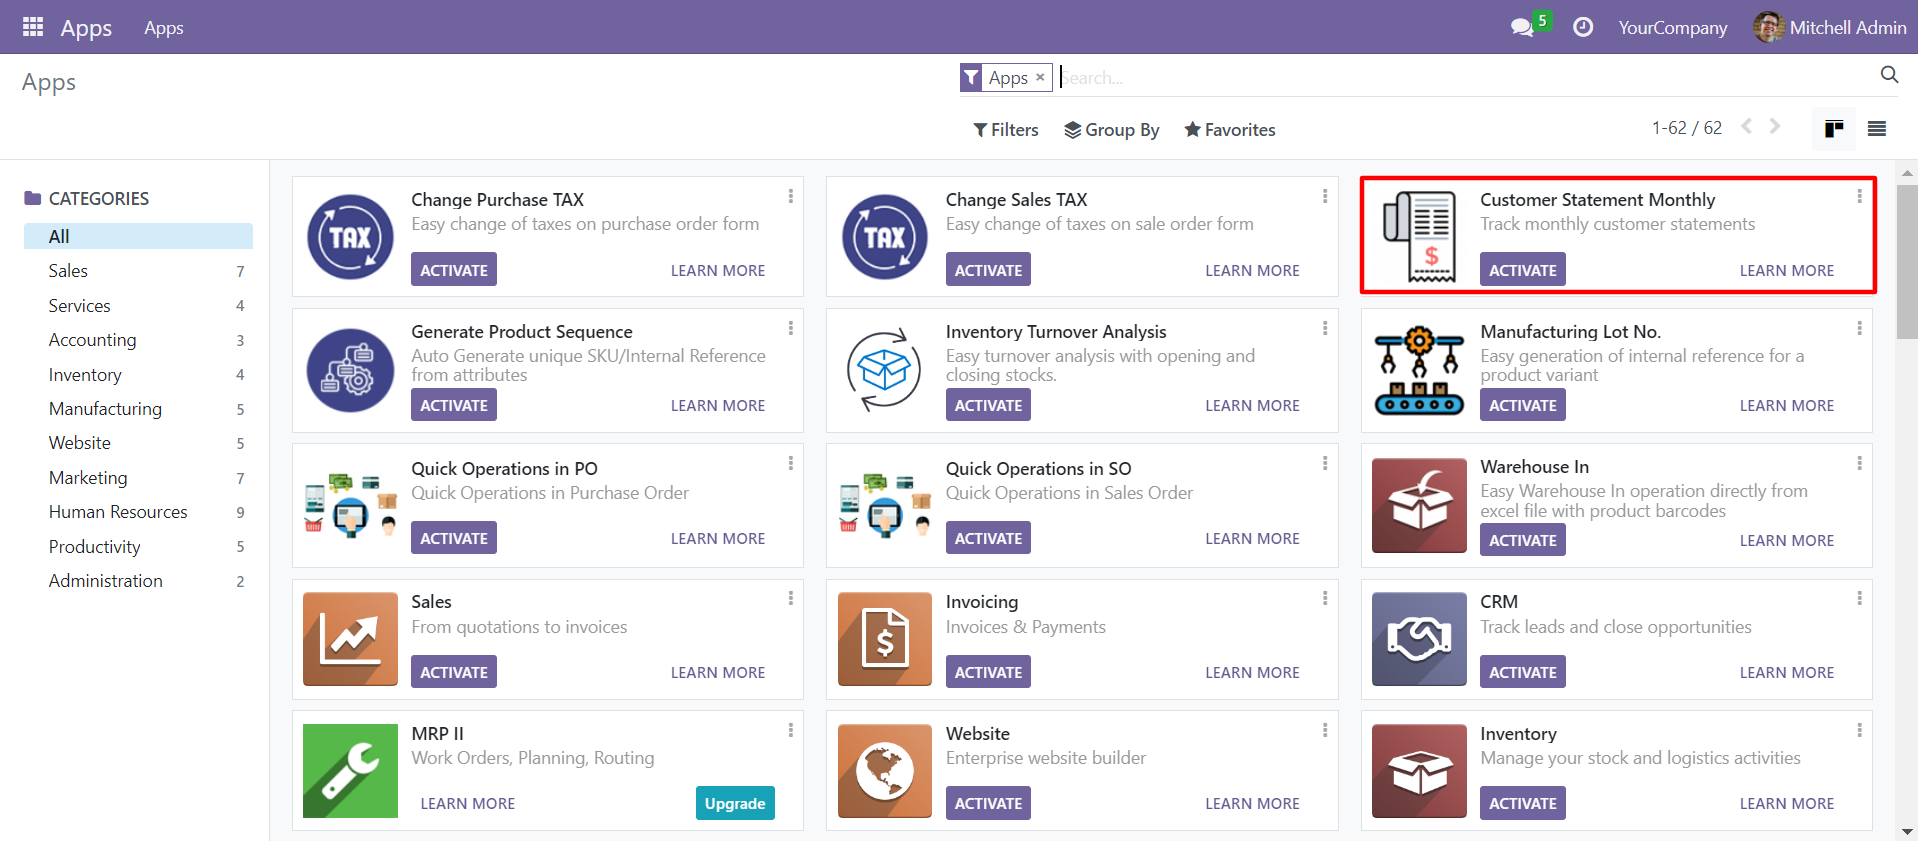 Apps
Apps
5
YourCompany
Mitchell Admin
Apps
Apps ×
Search...
Filters
Group By
Favorites
1-62 / 62
CATEGORIES
All
Sales 7
Services 4
Accounting 3
Inventory 4
Manufacturing 5
Website 5
Marketing 7
Human Resources 9
Productivity 5
Administration 2
TAX
Change Purchase TAX
Easy change of taxes on purchase order form
ACTIVATE
LEARN MORE
TAX
Change Sales TAX
Easy change of taxes on sale order form
ACTIVATE
LEARN MORE
$
Customer Statement Monthly
Track monthly customer statements
ACTIVATE
LEARN MORE
Generate Product Sequence
Auto Generate unique SKU/Internal Reference
from attributes
ACTIVATE
LEARN MORE
Inventory Turnover Analysis
Easy turnover analysis with opening and
closing stocks.
ACTIVATE
LEARN MORE
Manufacturing Lot No.
Easy generation of internal reference for a
product variant
ACTIVATE
LEARN MORE
Quick Operations in PO
Quick Operations in Purchase Order
ACTIVATE
LEARN MORE
Quick Operations in SO
Quick Operations in Sales Order
ACTIVATE
LEARN MORE
Warehouse In
Easy Warehouse In operation directly from
excel file with product barcodes
ACTIVATE
LEARN MORE
Sales
From quotations to invoices
ACTIVATE
LEARN MORE
$
Invoicing
Invoices & Payments
ACTIVATE
LEARN MORE
CRM
Track leads and close opportunities
ACTIVATE
LEARN MORE
MRP II
Work Orders, Planning, Routing
LEARN MORE
Upgrade
Website
Enterprise website builder
ACTIVATE
LEARN MORE
Inventory
Manage your stock and logistics activities
ACTIVATE
LEARN MORE